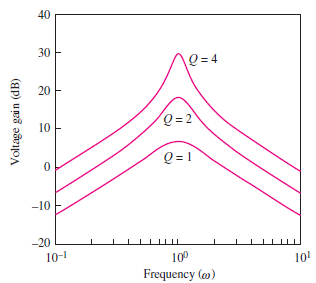 40
30
20
10
0
−10
−20
Voltage gain (dB)
Q = 4
Q = 2
Q = 1
10⁻¹
10⁰
10¹
Frequency (ω)